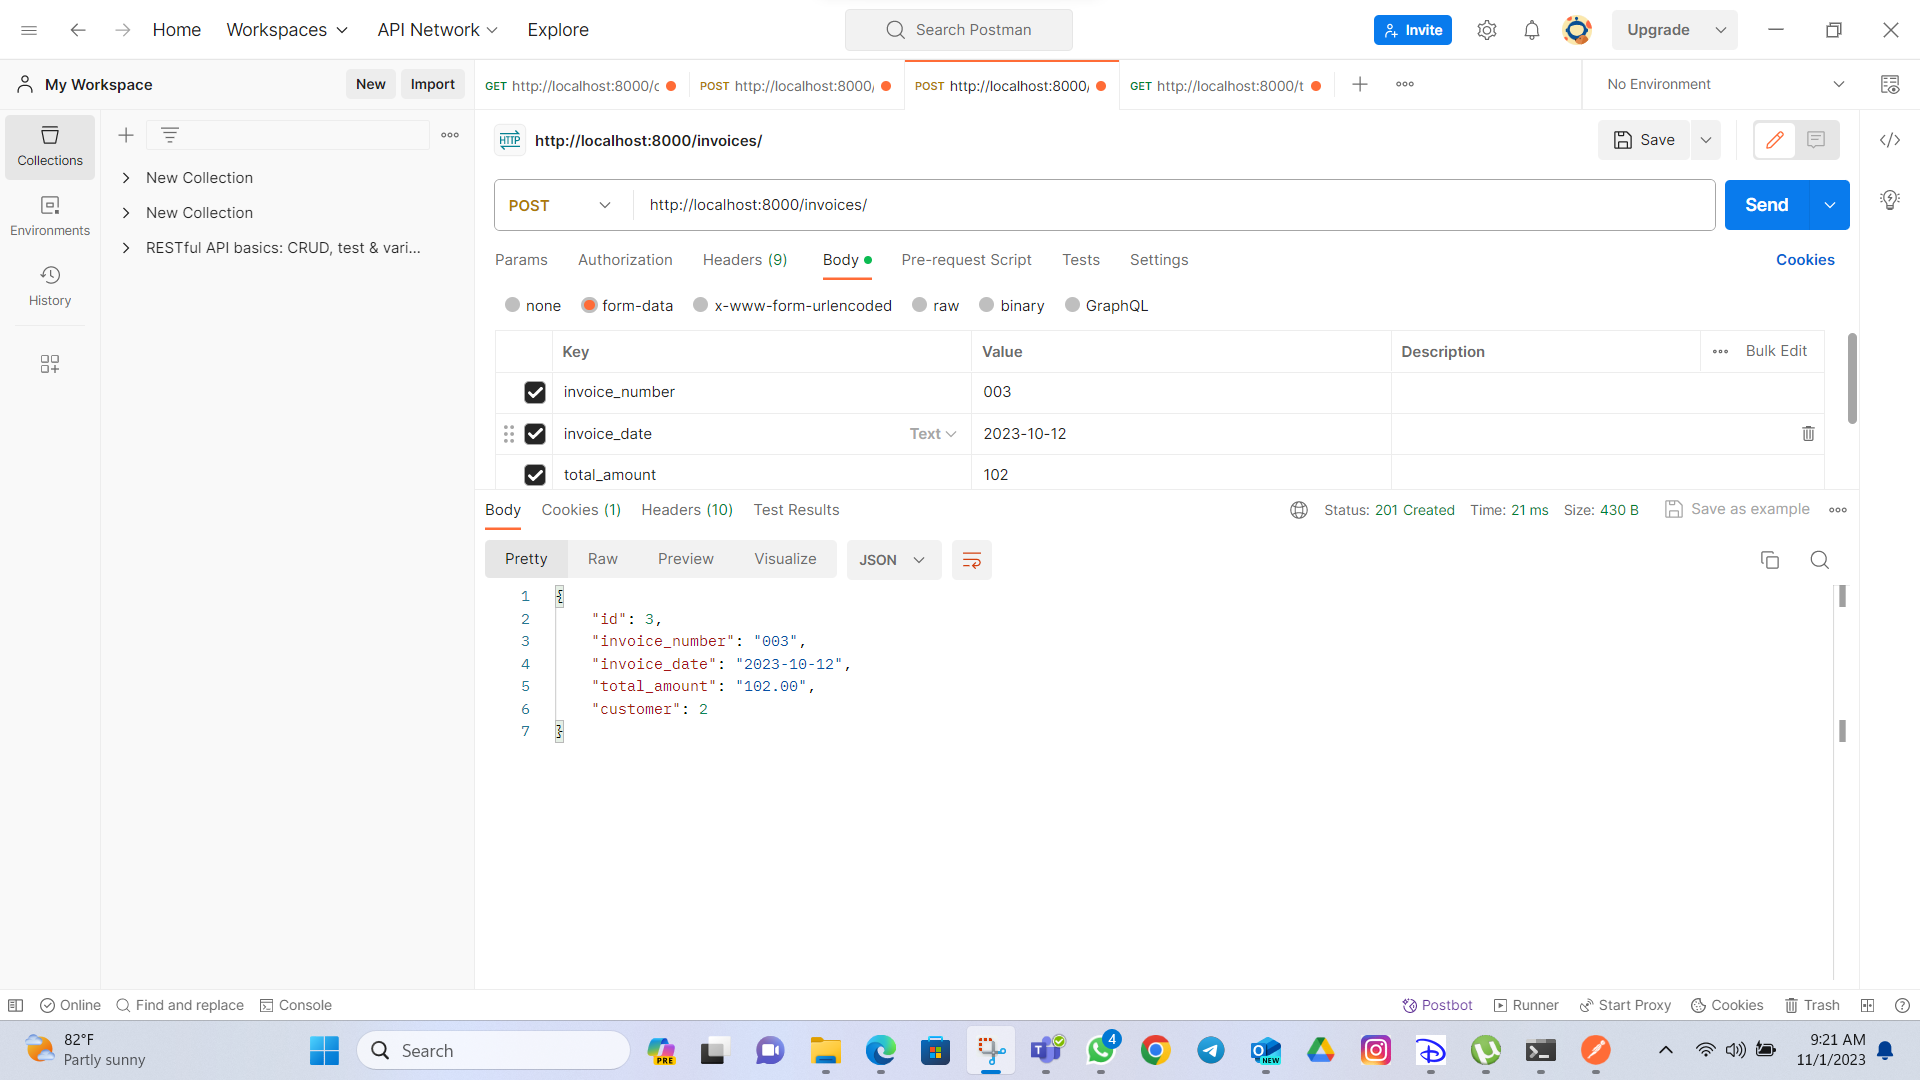 Home Workspaces API Network Explore
Search Postman
Invite Upgrade
My Workspace New Import
GET http://localhost:8000/c POST http://localhost:8000/ POST http://localhost:8000/ GET http://localhost:8000/t No Environment
HTTP http://localhost:8000/invoices/ Save
Collections
Environments
History
New Collection
New Collection
RESTful API basics: CRUD, test & vari...
POST http://localhost:8000/invoices/ Send
Params Authorization Headers (9) Body Pre-request Script Tests Settings Cookies
none form-data x-www-form-urlencoded raw binary GraphQL
Key Value Description Bulk Edit
invoice_number 003
invoice_date Text 2023-10-12
total_amount 102
Body Cookies (1) Headers (10) Test Results Status: 201 Created Time: 21 ms Size: 430 B Save as example
Pretty Raw Preview Visualize JSON
1 {
2 "id": 3,
3 "invoice_number": "003",
4 "invoice_date": "2023-10-12",
5 "total_amount": "102.00",
6 "customer": 2
7 }
Online Find and replace Console Postbot Runner Start Proxy Cookies Trash
82°F
Partly sunny
Search
PRE
4
NEW
9:21 AM
11/1/2023